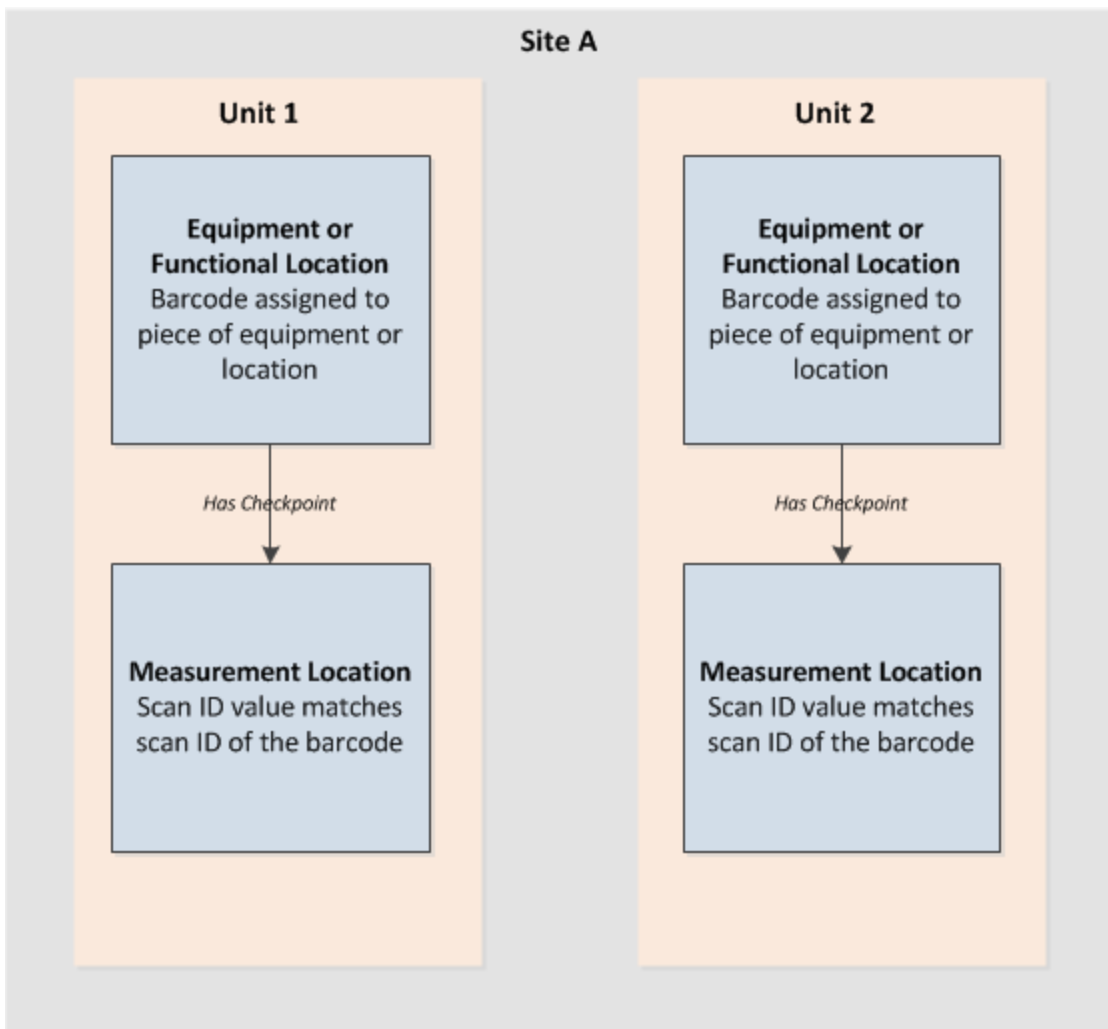 Site A
Unit 1
Equipment or
Functional Location
Barcode assigned to
piece of equipment or
location
Has Checkpoint
Measurement Location
Scan ID value matches
scan ID of the barcode
Unit 2
Equipment or
Functional Location
Barcode assigned to
piece of equipment or
location
Has Checkpoint
Measurement Location
Scan ID value matches
scan ID of the barcode